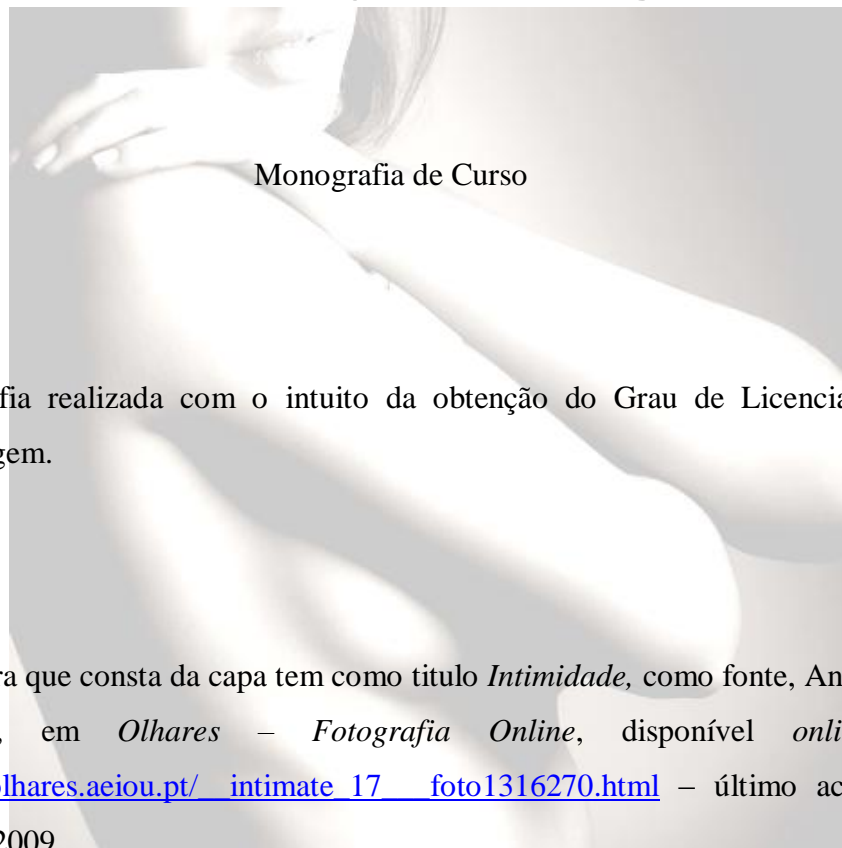 Monografia de Curso
fia realizada com o intuito da obtenção do Grau de Licencia
gem.
ra que consta da capa tem como titulo Intimidade, como fonte, An
, em Olhares – Fotografia Online, disponível onli
olhares.aeiou.pt/__intimate_17___foto1316270.html – último ac
2009